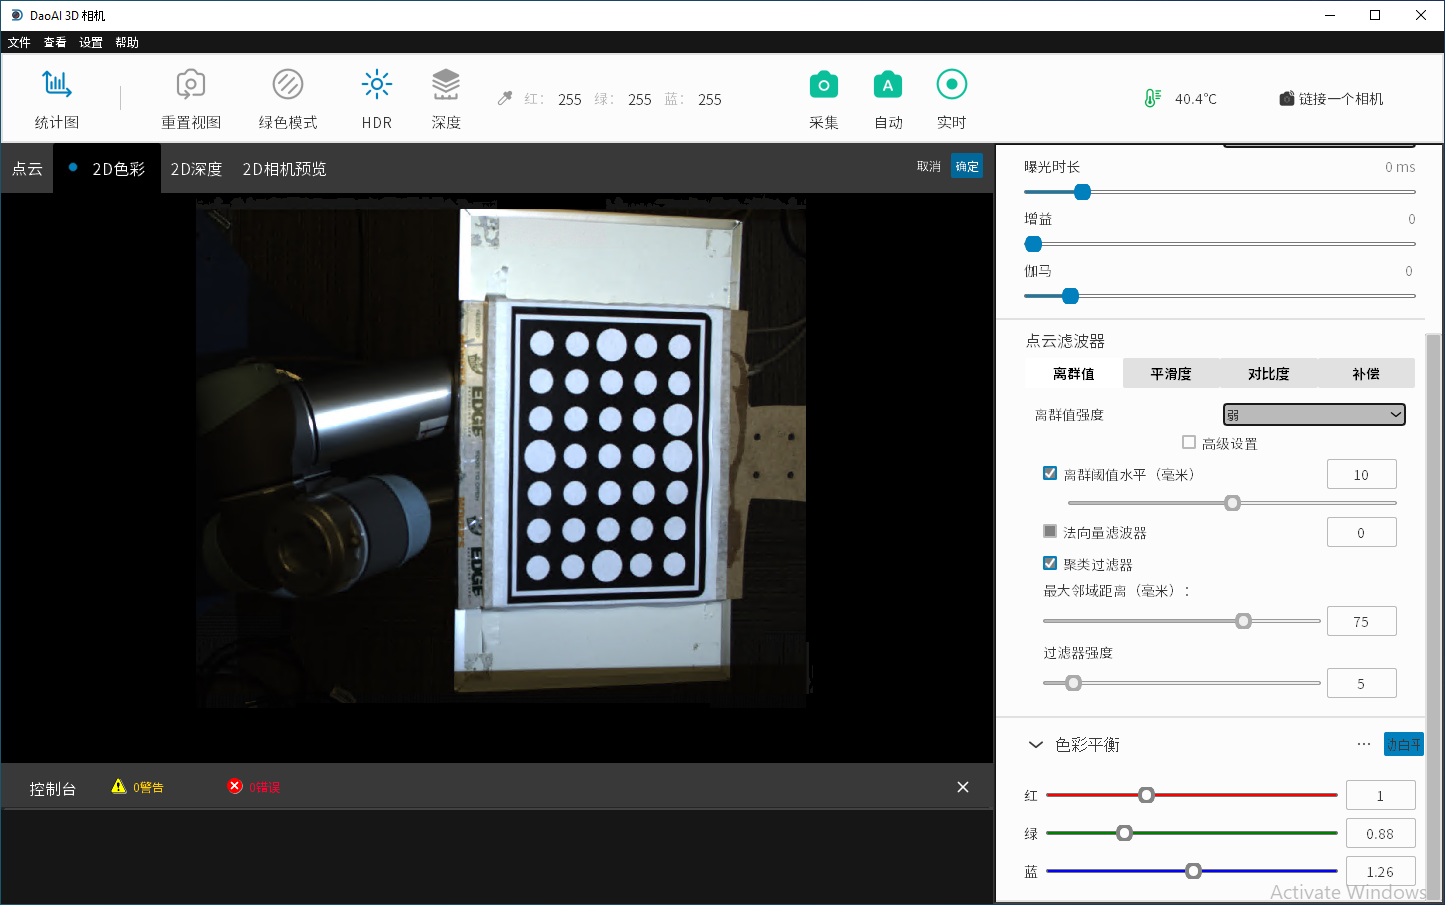 DaoAI 3D 相机
文件 查看 设置 帮助
统计图
重置视图
绿色模式
HDR
深度
红: 255 绿: 255 蓝: 255
采集
自动
实时
40.4℃
链接一个相机
点云 2D色彩 2D深度 2D相机预览
取消 确定
曝光时长 0 ms
增益 0
伽马 0
点云滤波器
离群值 平滑度 对比度 补偿
离群值强度 弱
高级设置
离群阈值水平（毫米） 10
法向量滤波器 0
聚类过滤器
最大邻域距离（毫米）:
75
过滤器强度
5
色彩平衡 ... 白平
红 1
绿 0.88
蓝 1.26
Activate Windows
EDGE
EDGE
控制台 0警告 0错误